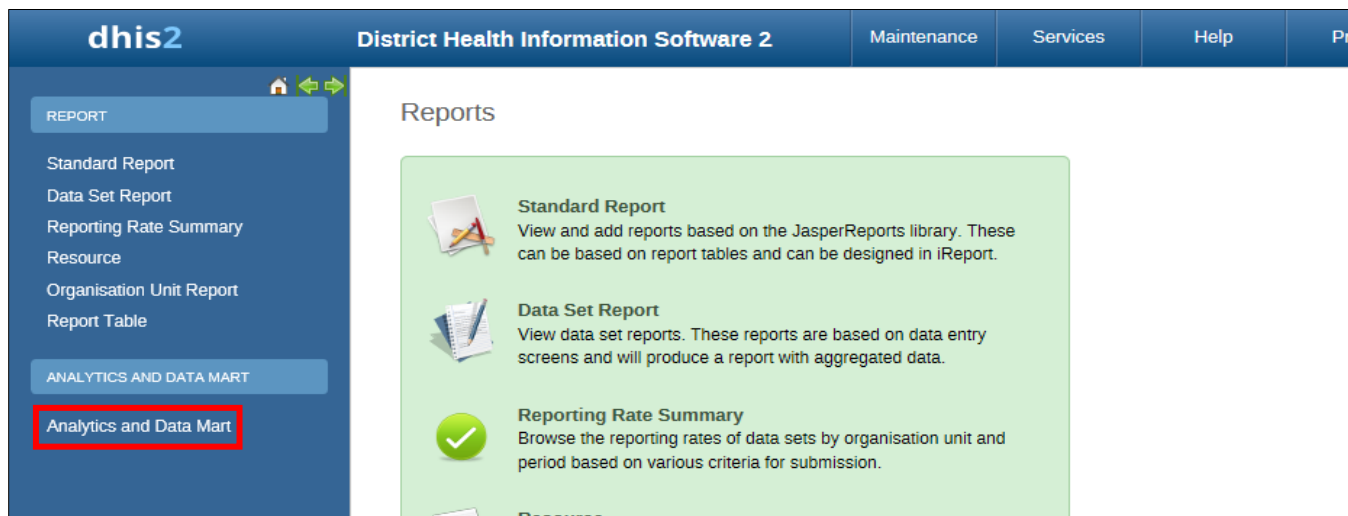 dhis2
District Health Information Software 2
Maintenance
Services
Help
REPORT
Standard Report
Data Set Report
Reporting Rate Summary
Resource
Organisation Unit Report
Report Table
ANALYTICS AND DATA MART
Analytics and Data Mart
Reports
Standard Report
View and add reports based on the JasperReports library. These
can be based on report tables and can be designed in iReport.
Data Set Report
View data set reports. These reports are based on data entry
screens and will produce a report with aggregated data.
Reporting Rate Summary
Browse the reporting rates of data sets by organisation unit and
period based on various criteria for submission.